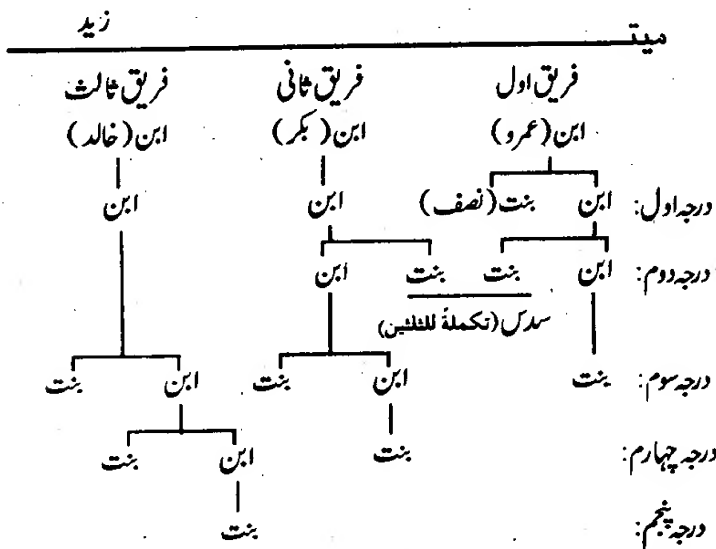 میتـ زید
فریق اول فریق ثانی فریق ثالث
ابن (عمرو) ابن (بکر) ابن (خالد)
درجہ اول: ابن بنت (نصف) ابن ابن
درجہ دوم: ابن بنت بنت ابن
سدس (تکملةً للثلثین)
درجہ سوم: بنت ابن بنت ابن بنت
درجہ چہارم: بنت ابن بنت
درجہ پنجم: بنت